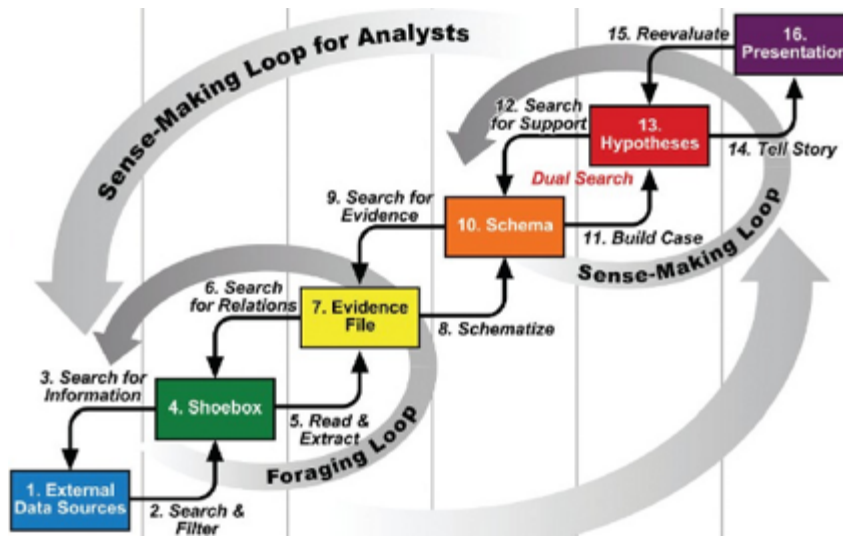 Sense-Making Loop for Analysts
15. Reevaluate
16.
Presentation
12. Search
for Support
13.
Hypotheses
14. Tell Story
Dual Search
9. Search for
Evidence
10. Schema
11. Build Case
Sense-Making Loop
6. Search
for Relations
7. Evidence
File
8. Schematize
3. Search for
Information
4. Shoebox
5. Read &
Extract
Foraging Loop
1. External
Data Sources
2. Search &
Filter